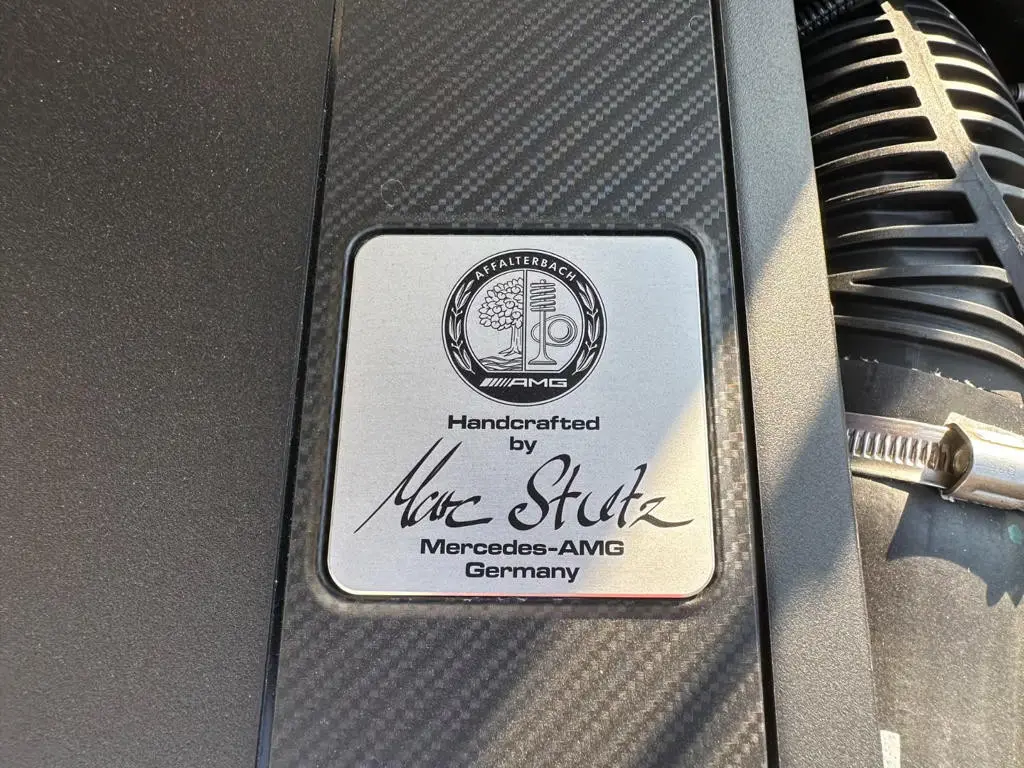 AFFALTERBACH
AMG
Handcrafted
by
Marc Stutz
Mercedes-AMG
Germany